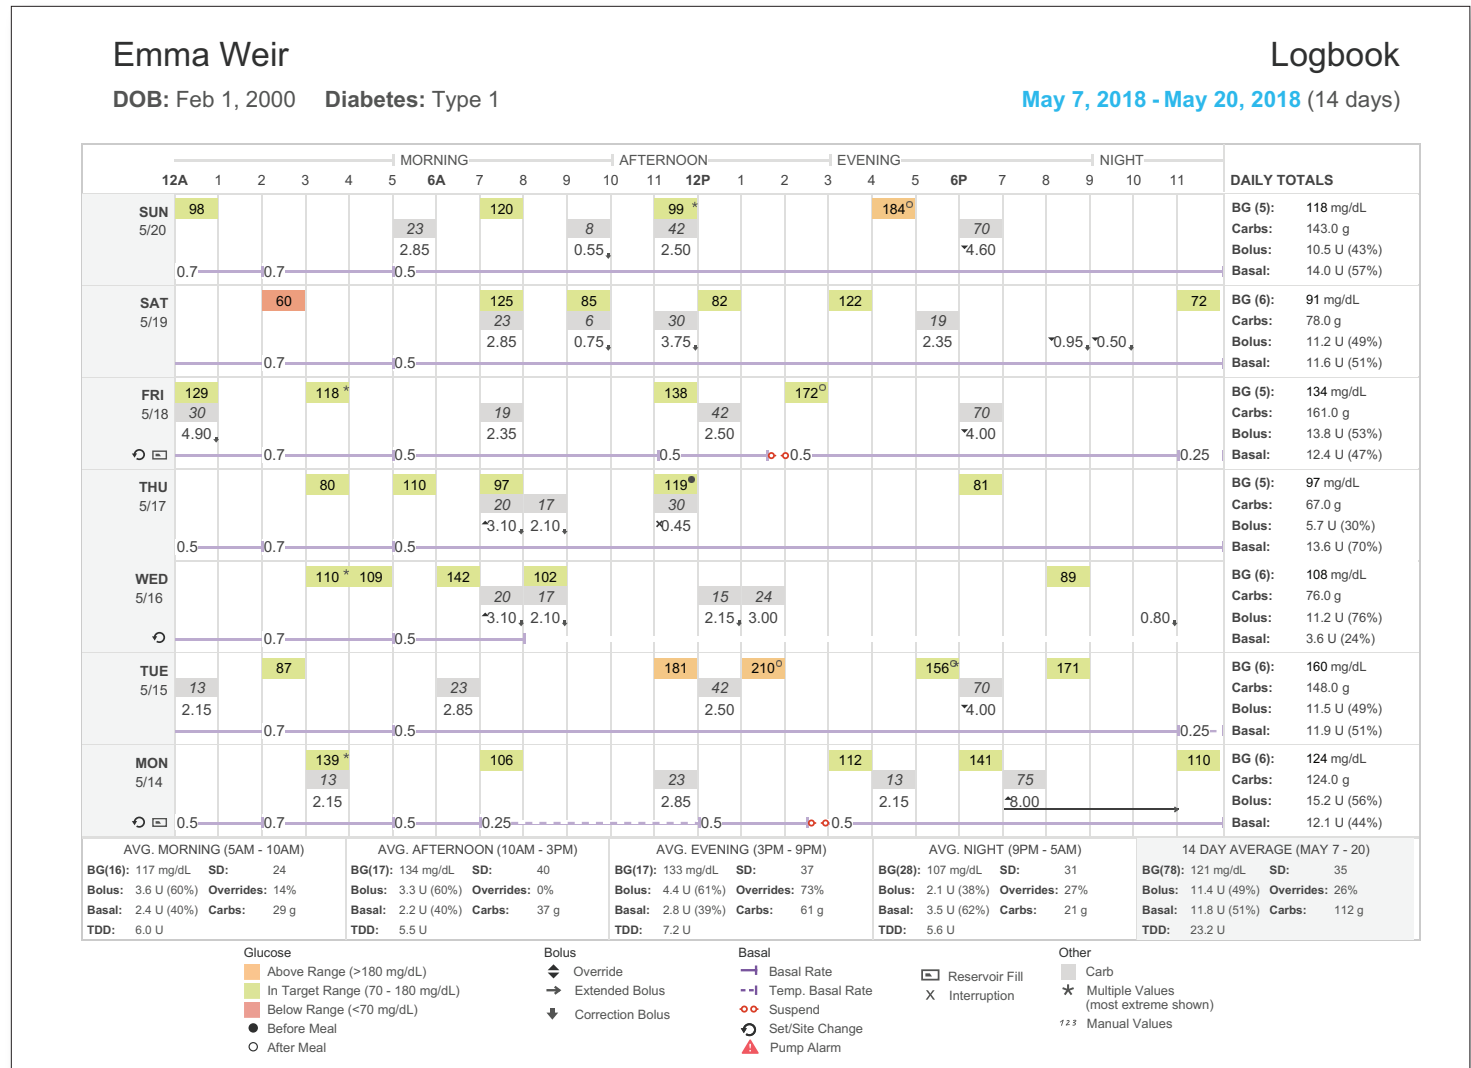 Emma Weir
Logbook
DOB: Feb 1, 2000 Diabetes: Type 1
May 7, 2018 - May 20, 2018 (14 days)
MORNING AFTERNOON EVENING NIGHT
12A 1 2 3 4 5 6A 7 8 9 10 11 12P 1 2 3 4 5 6P 7 8 9 10 11 DAILY TOTALS
SUN 98 120 99 * 184 BG (5): 118 mg/dL
5/20 23 8 42 70 Carbs: 143.0 g
2.85 0.55 2.50 4.60 Bolus: 10.5 U (43%)
0.7 0.7 0.5 Basal: 14.0 U (57%)
SAT 60 125 85 82 122 72 BG (6): 91 mg/dL
5/19 23 6 30 19 Carbs: 78.0 g
2.85 0.75 3.75 2.35 0.95 0.50 Bolus: 11.2 U (49%)
0.7 0.5 Basal: 11.6 U (51%)
FRI 129 118 * 138 172 BG (5): 134 mg/dL
5/18 30 19 42 70 Carbs: 161.0 g
4.90 2.35 2.50 4.00 Bolus: 13.8 U (53%)
0.7 0.5 0.5 0.5 0.25 Basal: 12.4 U (47%)
THU 80 110 97 119 81 BG (5): 97 mg/dL
5/17 20 17 30 Carbs: 67.0 g
3.10 2.10 x0.45 Bolus: 5.7 U (30%)
0.5 0.7 0.5 Basal: 13.6 U (70%)
WED 110 * 109 142 102 89 BG (6): 108 mg/dL
5/16 20 17 15 24 Carbs: 76.0 g
3.10 2.10 2.15 3.00 0.80 Bolus: 11.2 U (76%)
0.7 0.5 Basal: 3.6 U (24%)
TUE 87 181 210 156 * 171 BG (6): 160 mg/dL
5/15 13 23 42 70 Carbs: 148.0 g
2.15 2.85 2.50 4.00 Bolus: 11.5 U (49%)
0.7 0.5 0.25 Basal: 11.9 U (51%)
MON 139 * 106 112 141 110 BG (6): 124 mg/dL
5/14 13 23 13 75 Carbs: 124.0 g
2.15 2.85 2.15 8.00 Bolus: 15.2 U (56%)
0.5 0.7 0.5 0.25 0.5 0.5 Basal: 12.1 U (44%)
AVG. MORNING (5AM - 10AM) AVG. AFTERNOON (10AM - 3PM) AVG. EVENING (3PM - 9PM) AVG. NIGHT (9PM - 5AM) 14 DAY AVERAGE (MAY 7 - 20)
BG(16): 117 mg/dL SD: 24 BG(17): 134 mg/dL SD: 40 BG(17): 133 mg/dL SD: 37 BG(28): 107 mg/dL SD: 31 BG(78): 121 mg/dL SD: 35
Bolus: 3.6 U (60%) Overrides: 14% Bolus: 3.3 U (60%) Overrides: 0% Bolus: 4.4 U (61%) Overrides: 73% Bolus: 2.1 U (38%) Overrides: 27% Bolus: 11.4 U (49%) Overrides: 26%
Basal: 2.4 U (40%) Carbs: 29 g Basal: 2.2 U (40%) Carbs: 37 g Basal: 2.8 U (39%) Carbs: 61 g Basal: 3.5 U (62%) Carbs: 21 g Basal: 11.8 U (51%) Carbs: 112 g
TDD: 6.0 U TDD: 5.5 U TDD: 7.2 U TDD: 5.6 U TDD: 23.2 U
Glucose
Above Range (>180 mg/dL)
In Target Range (70 - 180 mg/dL)
Below Range (<70 mg/dL)
Before Meal
After Meal
Bolus
Override
Extended Bolus
Correction Bolus
Basal
Basal Rate
Temp. Basal Rate
Suspend
Set/Site Change
Pump Alarm
Reservoir Fill
X Interruption
Other
Carb
* Multiple Values
(most extreme shown)
123 Manual Values